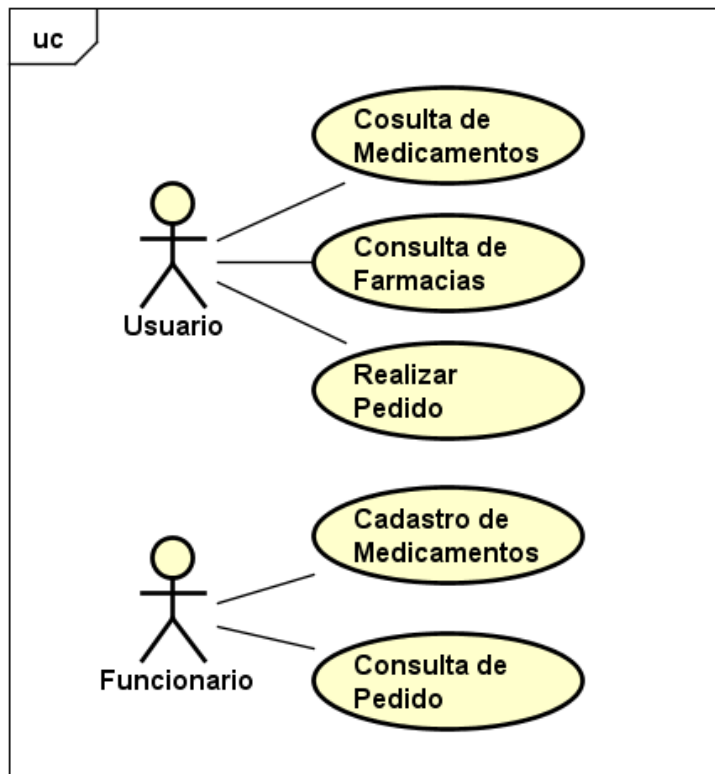 uc
Cosulta de
Medicamentos
Consulta de
Farmacias
Usuario
Realizar
Pedido
Cadastro de
Medicamentos
Funcionario
Consulta de
Pedido